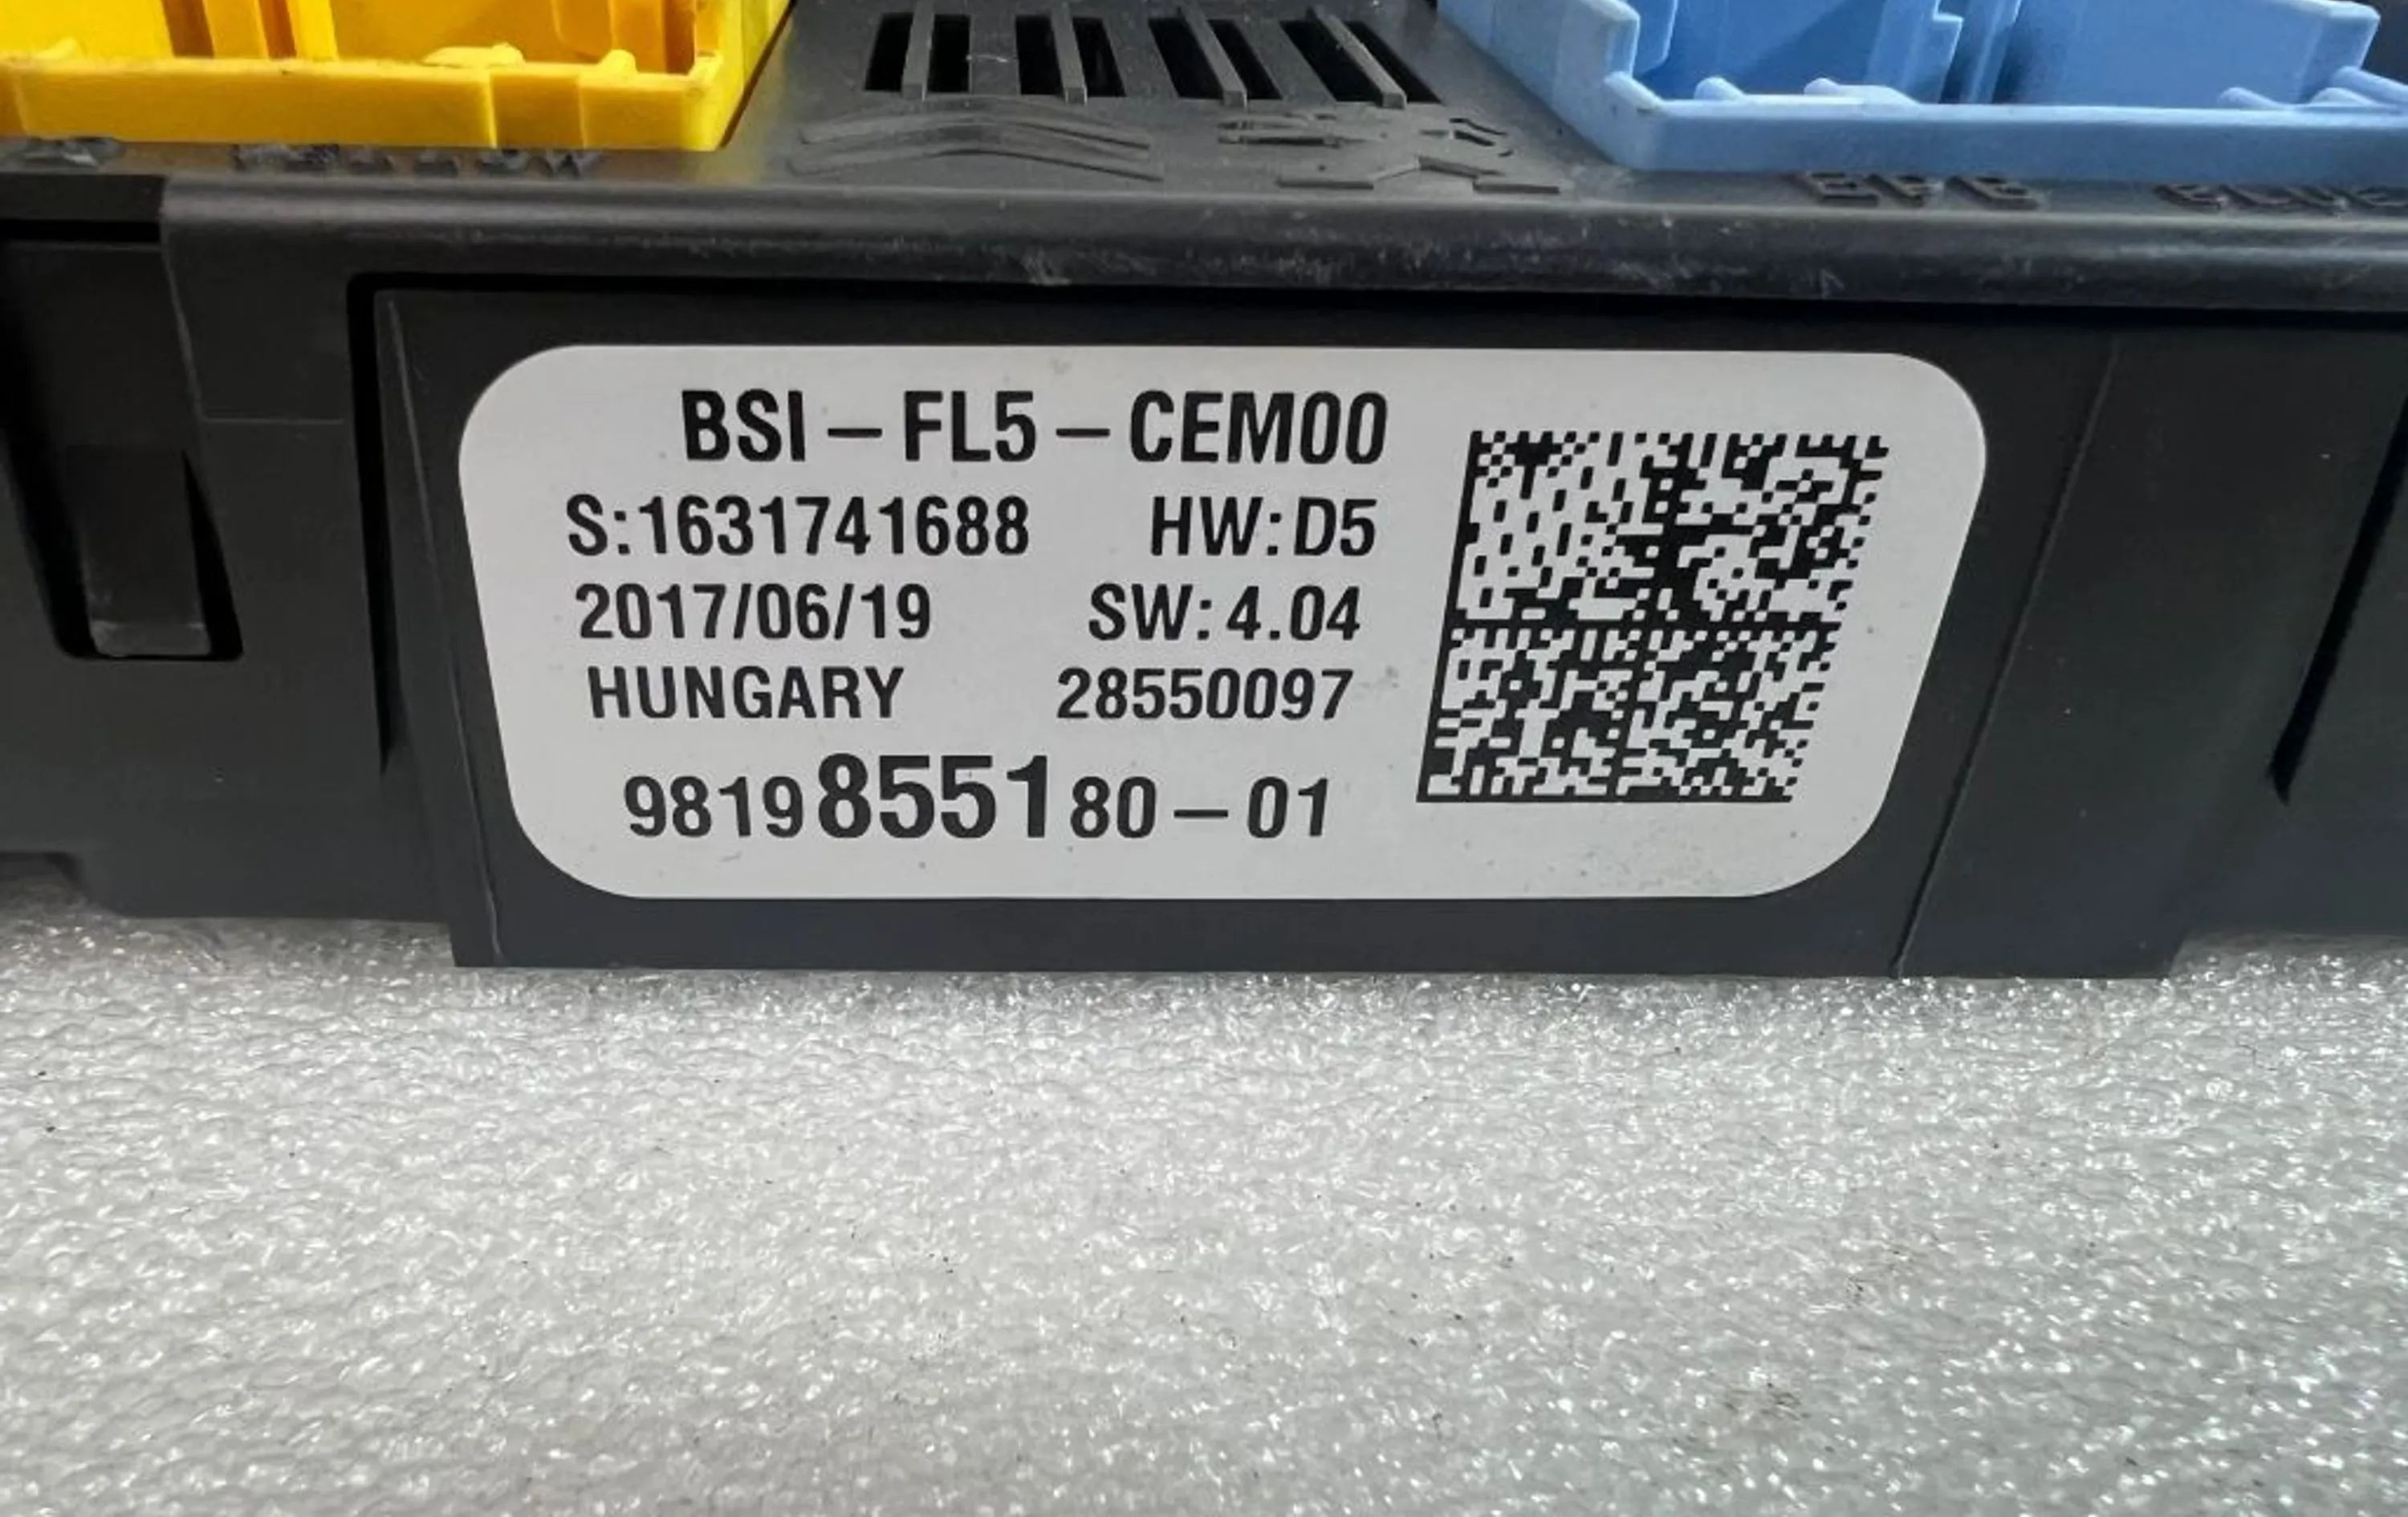 BSI – FL5 – CEM00
S:1631741688 HW:D5
2017/06/19 SW:4.04
HUNGARY 28550097
9819855180 – 01